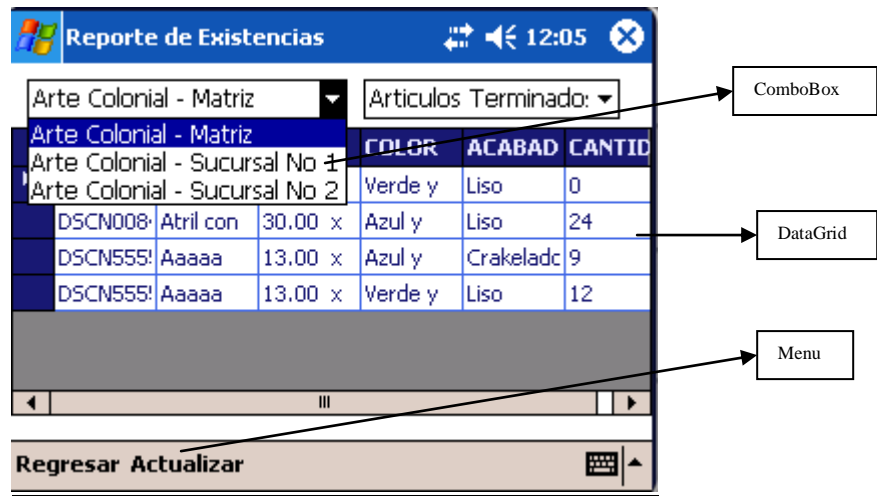 Reporte de Existencias 12:05
Arte Colonial - Matriz Articulos Terminado:
ComboBox
Arte Colonial - Matriz
Arte Colonial - Sucursal No 1
Arte Colonial - Sucursal No 2
COLOR ACABAD CANTID
Verde y Liso 0
DSCN008 Atril con 30.00 x Azul y Liso 24
DataGrid
DSCN555 Aaaaa 13.00 x Azul y Crakelado 9
DSCN555 Aaaaa 13.00 x Verde y Liso 12
Menu
Regresar Actualizar